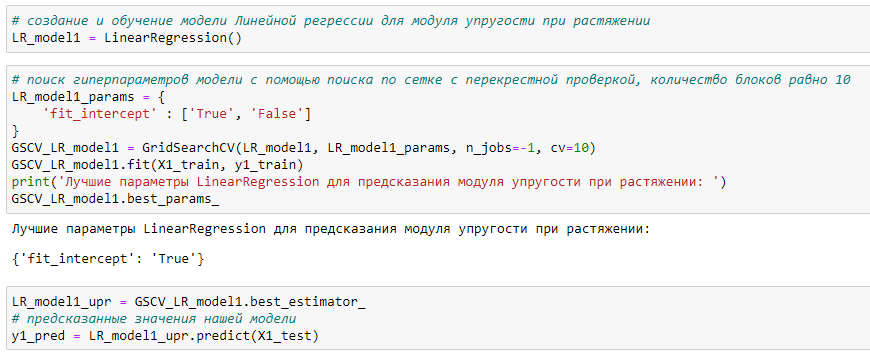 # создание и обучение модели Линейной регрессии для модуля упругости при растяжении
LR_model1 = LinearRegression()
# поиск гиперпараметров модели с помощью поиска по сетке с перекрестной проверкой, количество блоков равно 10
LR_model1_params = {
    'fit_intercept' : ['True', 'False']
}
GSCV_LR_model1 = GridSearchCV(LR_model1, LR_model1_params, n_jobs=-1, cv=10)
GSCV_LR_model1.fit(X1_train, y1_train)
print('Лучшие параметры LinearRegression для предсказания модуля упругости при растяжении: ')
GSCV_LR_model1.best_params_
Лучшие параметры LinearRegression для предсказания модуля упругости при растяжении:
{'fit_intercept': 'True'}
LR_model1_upr = GSCV_LR_model1.best_estimator_
# предсказанные значения нашей модели
y1_pred = LR_model1_upr.predict(X1_test)